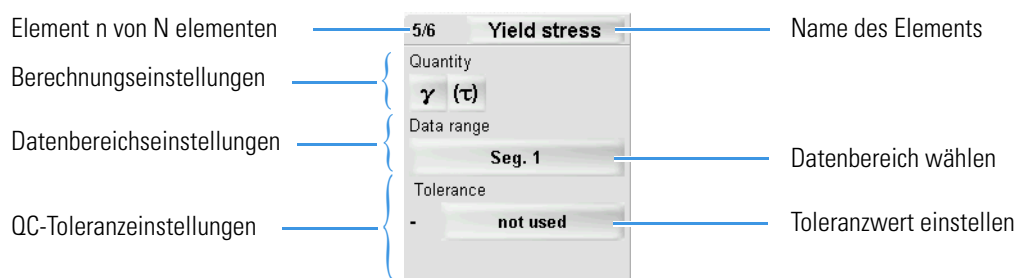 Element n von N elementen
5/6 Yield stress
Name des Elements
Berechnungseinstellungen
Quantity
γ (τ)
Datenbereichseinstellungen
Data range
Seg. 1
Datenbereich wählen
QC-Toleranzeinstellungen
Tolerance
- not used
Toleranzwert einstellen